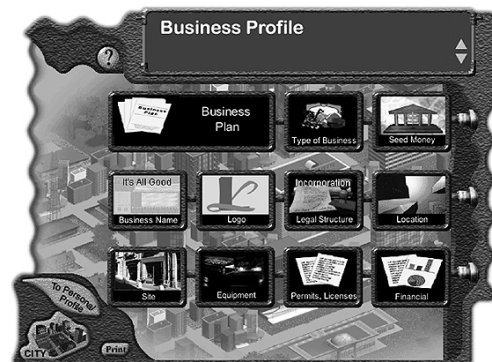 Business Profile
?
Business
Plan
Business
Plan
Type of Business
Seed Money
It's All Good
Business Name
Logo
Incorporation
Legal Structure
Location
Site
Equipment
Permits, Licenses
Financial
To Personal
Profile
CITY
Print